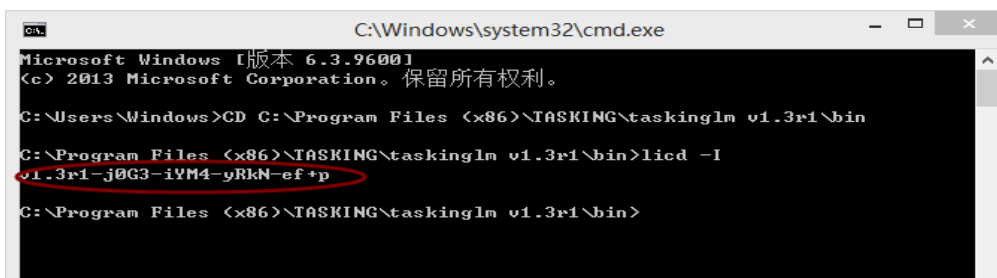 C:\Windows\system32\cmd.exe
Microsoft Windows [版本 6.3.9600]
(c) 2013 Microsoft Corporation。保留所有权利。
C:\Users\Windows>CD C:\Program Files (x86)\TASKING\taskinglm v1.3r1\bin
C:\Program Files (x86)\TASKING\taskinglm v1.3r1\bin>licd -I
v1.3r1-j0G3-iYM4-yRkN-ef+p
C:\Program Files (x86)\TASKING\taskinglm v1.3r1\bin>